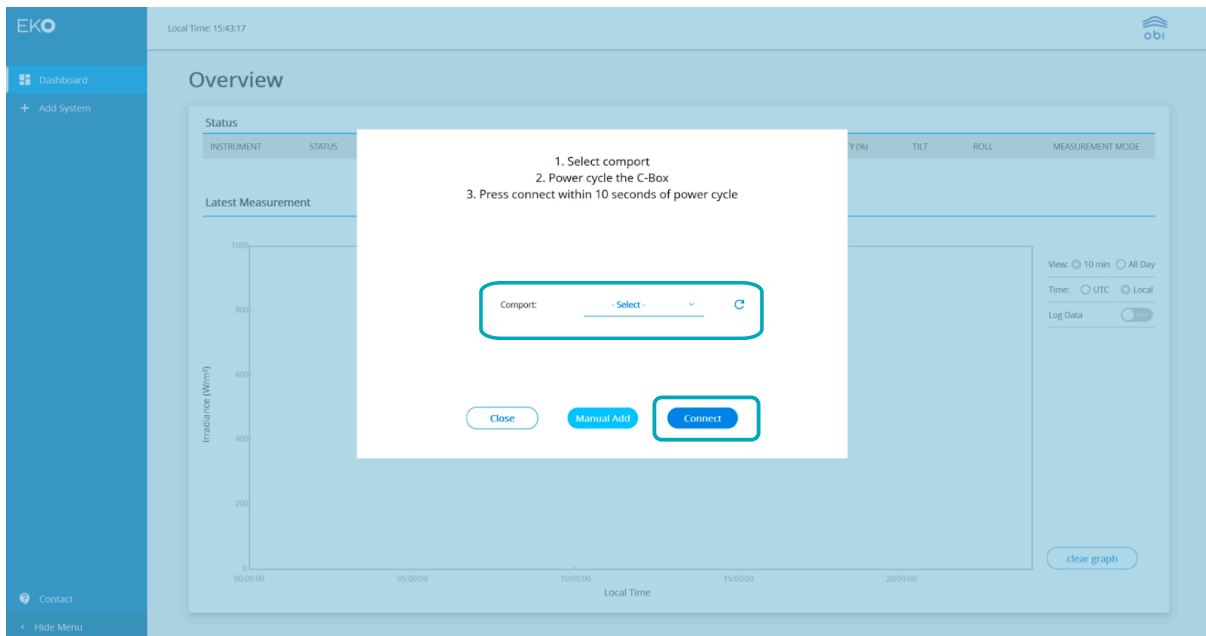 EKO
Local Time: 15:43:17
obi
Dashboard
+ Add System
Overview
Status
INSTRUMENT STATUS Y (%) TILT ROLL MEASUREMENT MODE
1. Select comport
2. Power cycle the C-Box
3. Press connect within 10 seconds of power cycle
Latest Measurement
Comport: - Select -
Close Manual Add Connect
1000
800
600
400
200
0
Irradiance (W/m²)
00:00:00 05:00:00 10:00:00 15:00:00 20:00:00
Local Time
View: 10 min All Day
Time: UTC Local
Log Data
clear graph
Contact
Hide Menu